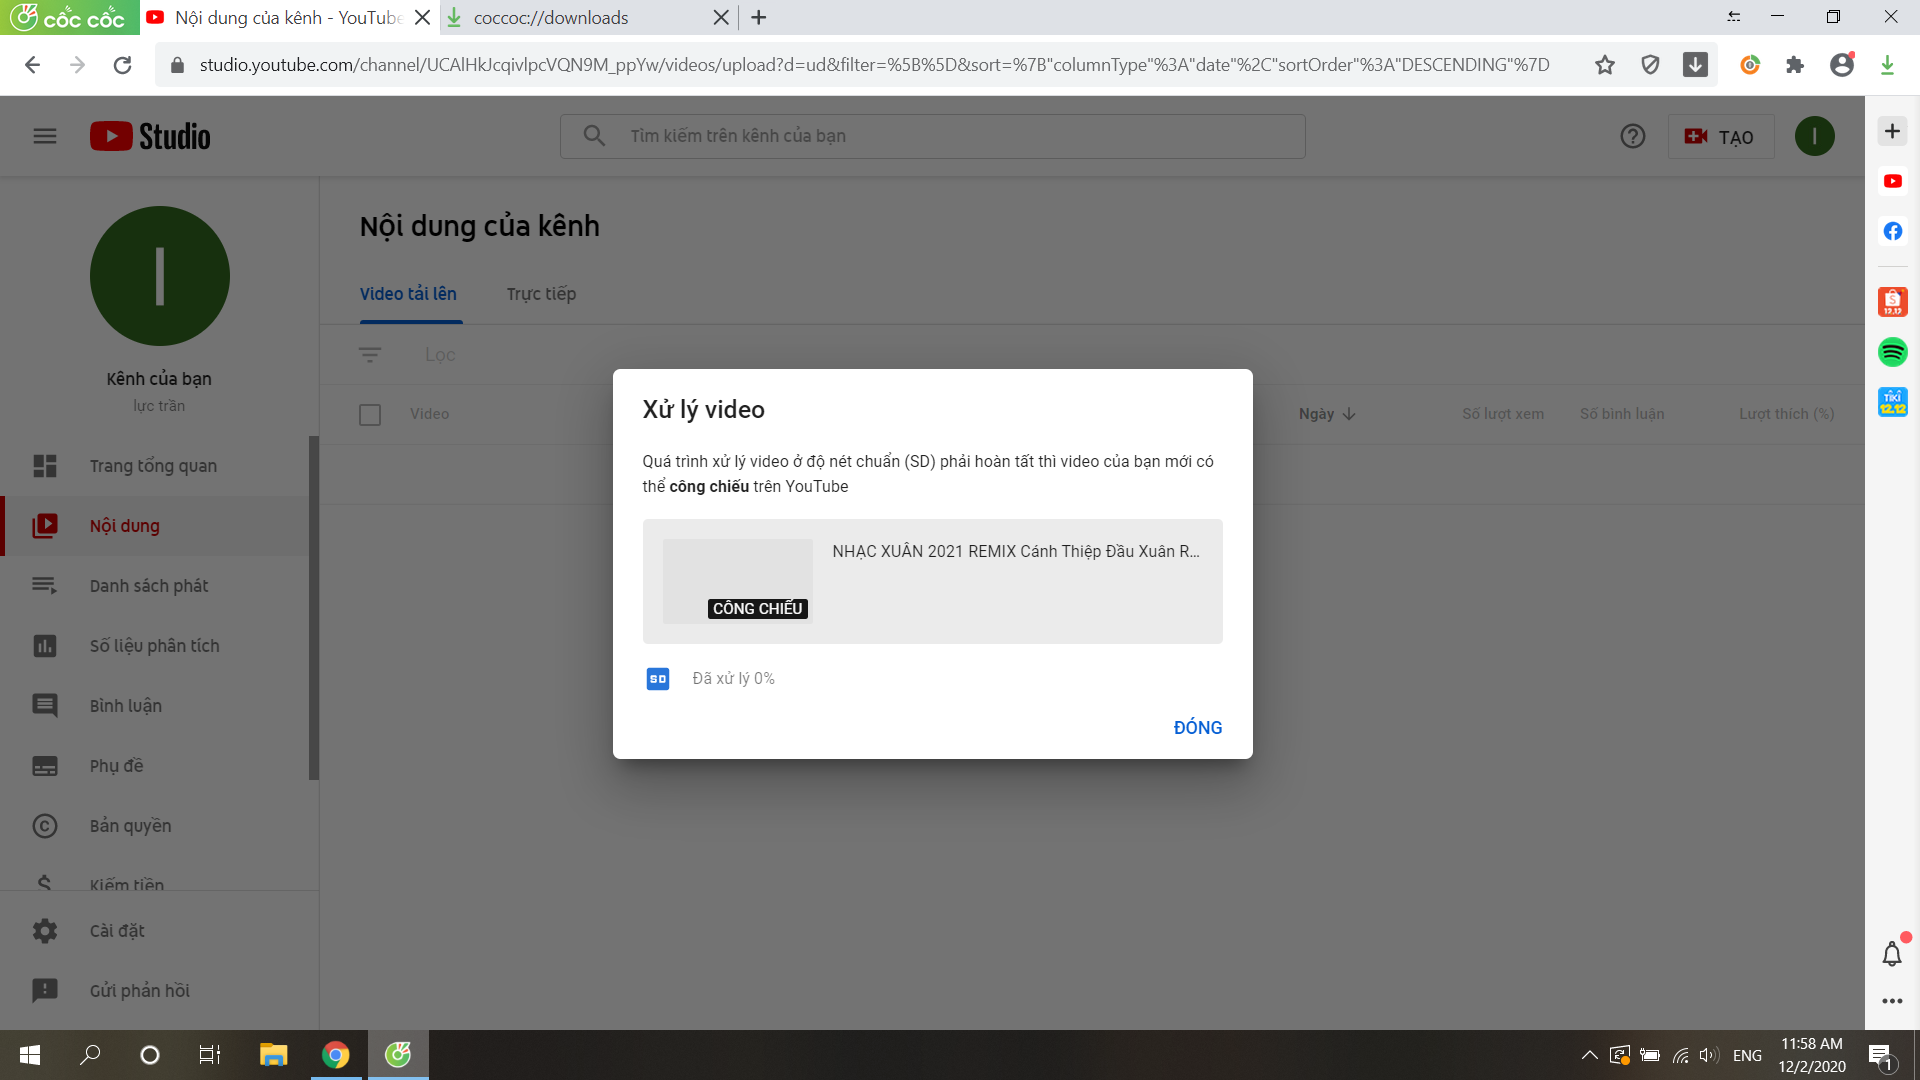 cốc cốc
Nội dung của kênh - YouTube
coccoc://downloads
studio.youtube.com/channel/UCAlHkJcqivlpcVQN9M_ppYw/videos/upload?d=ud&filter=%5B%5D&sort=%7B"columnType"%3A"date"%2C"sortOrder"%3A"DESCENDING"%7D
Studio
Tìm kiếm trên kênh của bạn
TẠO
I
I
Kênh của bạn
lực trần
Trang tổng quan
Nội dung
Danh sách phát
Số liệu phân tích
Bình luận
Phụ đề
Bản quyền
Kiếm tiền
Cài đặt
Gửi phản hồi
Nội dung của kênh
Video tải lên
Trực tiếp
Lọc
Video
Ngày
Số lượt xem
Số bình luận
Lượt thích (%)
Xử lý video
Quá trình xử lý video ở độ nét chuẩn (SD) phải hoàn tất thì video của bạn mới có
thể công chiếu trên YouTube
NHẠC XUÂN 2021 REMIX Cánh Thiệp Đầu Xuân R...
CÔNG CHIẾU
SD
Đã xử lý 0%
ĐÓNG
12.12
TIKI
12.12
ENG
11:58 AM
12/2/2020
1